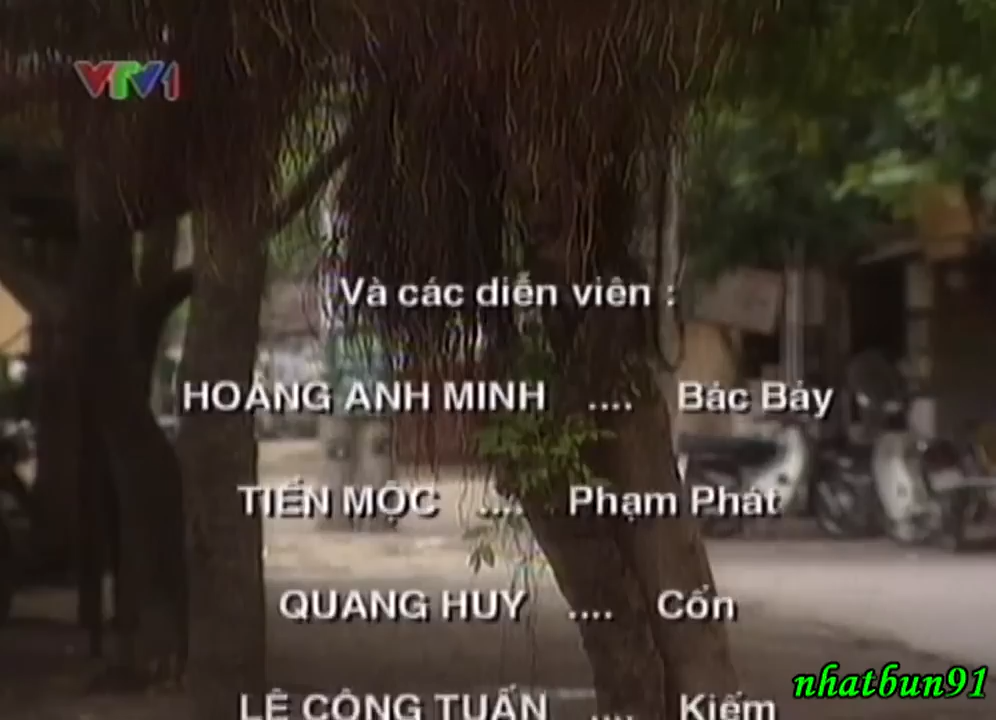 VTV1
Và các diễn viên :
HOÀNG ANH MINH .... Bác Bảy
TIẾN MỘC .... Phạm Phát
QUANG HUY .... Cổn
LÊ CÔNG TUẤN .... Kiếm
nhatbun91